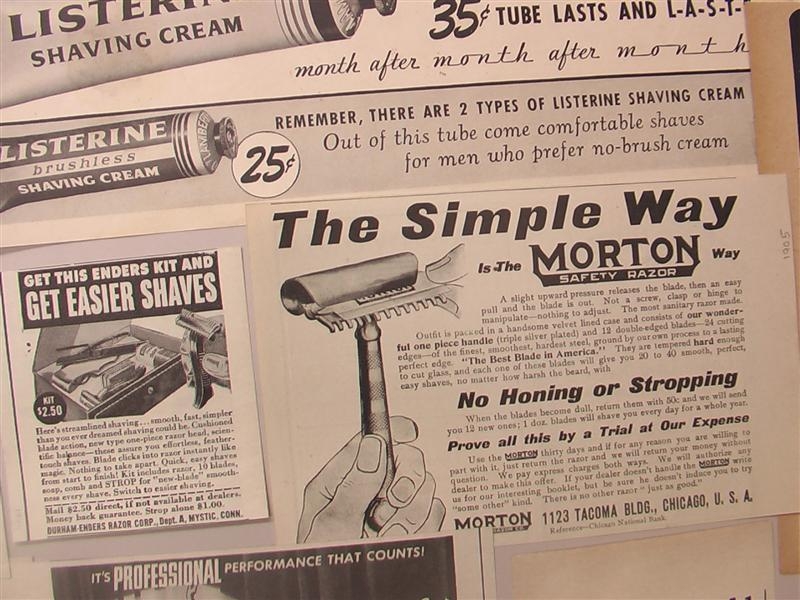 LISTERINE
SHAVING CREAM
35¢ TUBE LASTS AND L-A-S-T-
month after month after month
LISTERINE
brushless
SHAVING CREAM
LAMBERT
25¢
REMEMBER, THERE ARE 2 TYPES OF LISTERINE SHAVING CREAM
Out of this tube come comfortable shaves
for men who prefer no-brush cream
GET THIS ENDERS KIT AND
GET EASIER SHAVES
KIT
$2.50
Here's streamlined shaving...smooth, fast, simpler
than you ever dreamed shaving could be. Cushioned
blade action, new type one-piece razor head, scien-
tific balance—these assure you effortless, feather-
touch shaves. Blade clicks into razor instantly like
magic. Nothing to take apart. Quick, easy shaves
from start to finish! Kit includes razor, 10 blades,
soap, comb and STROP for "new-blade" smooth-
ness every shave. Switch to easier shaving.
Mail $2.50 direct, if not available at dealers.
Money back guarantee. Strop alone $1.00.
DURHAM-ENDERS RAZOR CORP., Dept. A, MYSTIC, CONN.
The Simple Way
Is The MORTON Way
SAFETY RAZOR
A slight upward pressure releases the blade, then an easy
pull and the blade is out. Not a screw, clasp or hinge to
manipulate—nothing to adjust. The most sanitary razor made.
Outfit is packed in a handsome velvet lined case and consists of our wonder-
ful one piece handle (triple silver plated) and 12 double-edged blades—24 cutting
edges—of the finest, smoothest, hardest steel, ground by our own process to a lasting
perfect edge. "The Best Blade in America." They are tempered hard enough
to cut glass, and each one of these blades will give you 20 to 40 smooth, perfect,
easy shaves, no matter how harsh the beard, with
No Honing or Stropping
When the blades become dull, return them with 50c and we will send
you 12 new ones; 1 doz. blades will shave you every day for a whole year.
Prove all this by a Trial at Our Expense
Use the MORTON thirty days and if for any reason you are willing to
part with it, just return the razor and we will return your money without
question. We pay express charges both ways. We will authorize any
dealer to make this offer. If your dealer doesn't handle the MORTON write
us for our interesting booklet, but be sure he doesn't induce you to try
"some other" kind. There is no other razor "just as good."
MORTON RAZOR CO. 1123 TACOMA BLDG., CHICAGO, U. S. A.
Reference—Chicago National Bank.
1905
IT'S PROFESSIONAL PERFORMANCE THAT COUNTS!